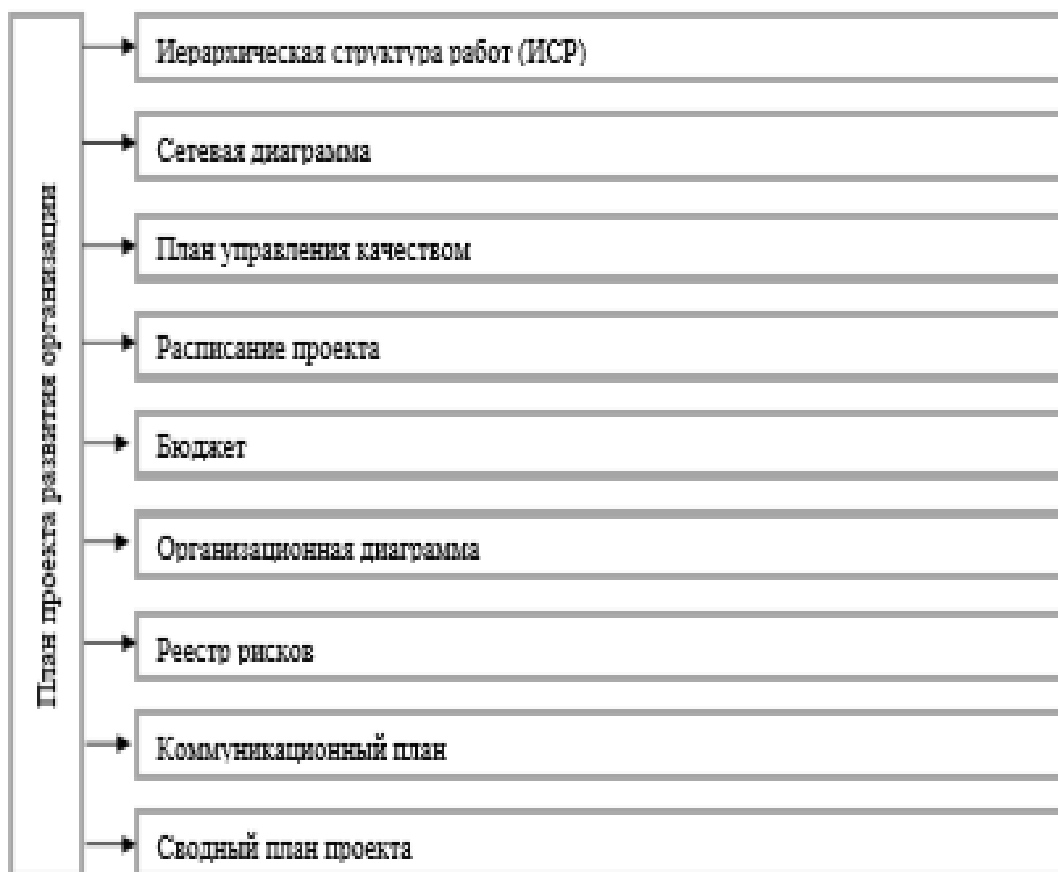 План проекта развития организации
Иерархическая структура работ (ИСР)
Сетевая диаграмма
План управления качеством
Расписание проекта
Бюджет
Организационная диаграмма
Реестр рисков
Коммуникационный план
Сводный план проекта